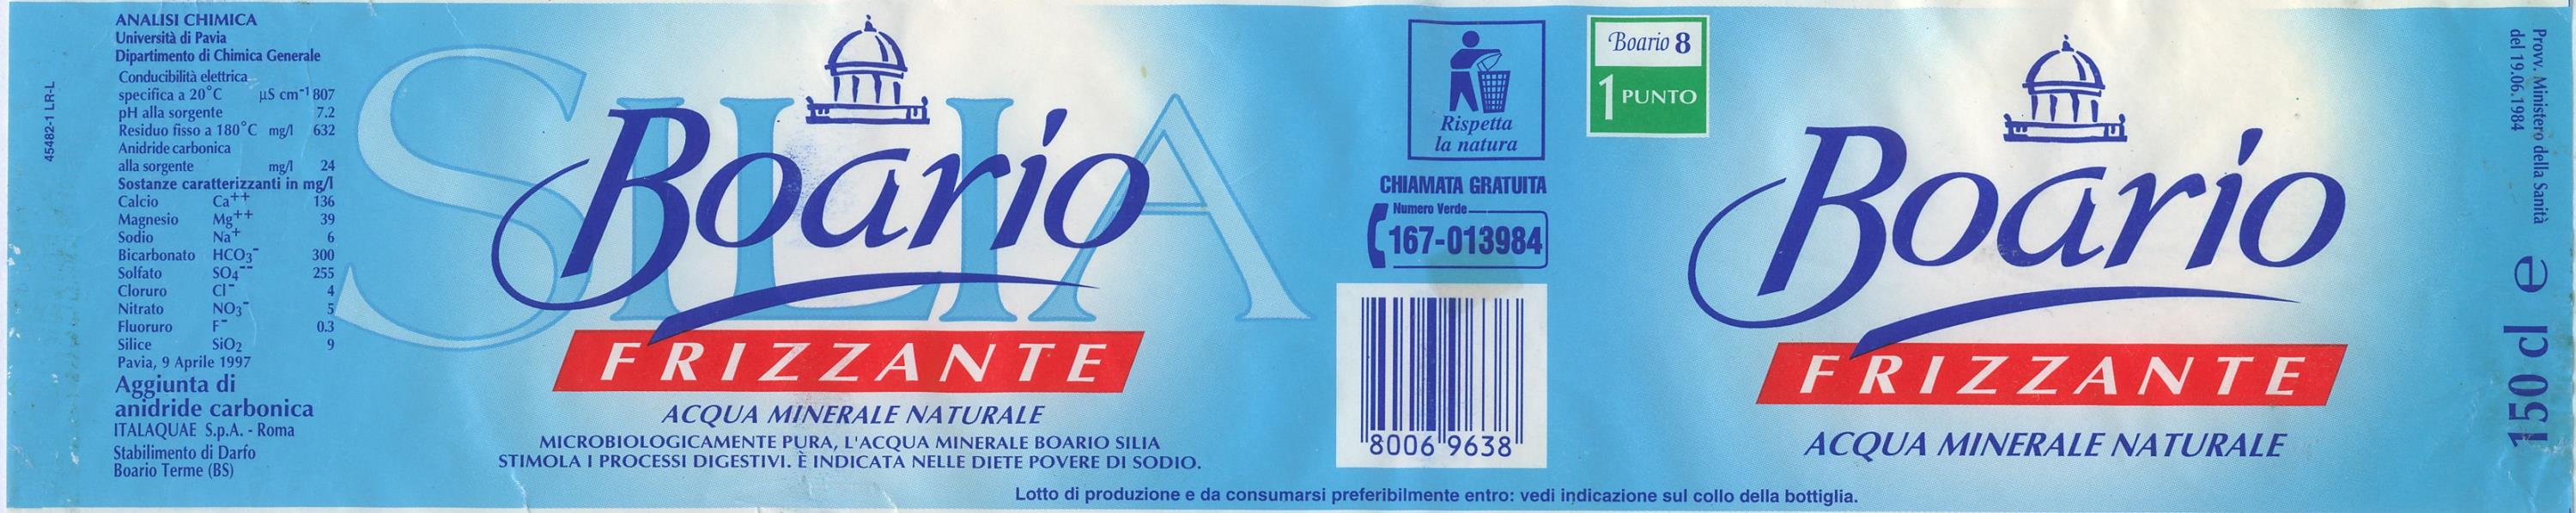 45482-1 LR-L
ANALISI CHIMICA
Università di Pavia
Dipartimento di Chimica Generale
Conducibilità elettrica
specifica a 20°C µS cm⁻¹ 807
pH alla sorgente 7.2
Residuo fisso a 180°C mg/l 632
Anidride carbonica
alla sorgente mg/l 24
Sostanze caratterizzanti in mg/l
Calcio Ca⁺⁺ 136
Magnesio Mg⁺⁺ 39
Sodio Na⁺ 6
Bicarbonato HCO₃⁻ 300
Solfato SO₄⁻⁻ 255
Cloruro Cl⁻ 4
Nitrato NO₃⁻ 5
Fluoruro F⁻ 0.3
Silice SiO₂ 9
Pavia, 9 Aprile 1997
Aggiunta di
anidride carbonica
ITALAQUAE S.p.A. - Roma
Stabilimento di Darfo
Boario Terme (BS)
SILIA
Boario
FRIZZANTE
ACQUA MINERALE NATURALE
MICROBIOLOGICAMENTE PURA, L'ACQUA MINERALE BOARIO SILIA
STIMOLA I PROCESSI DIGESTIVI. È INDICATA NELLE DIETE POVERE DI SODIO.
Rispetta
la natura
CHIAMATA GRATUITA
Numero Verde
167-013984
8006 9638
Lotto di produzione e da consumarsi preferibilmente entro: vedi indicazione sul collo della bottiglia.
Boario 8
1 PUNTO
Boario
FRIZZANTE
ACQUA MINERALE NATURALE
Provv. Ministero della Sanità
del 19.06.1984
150 cl e